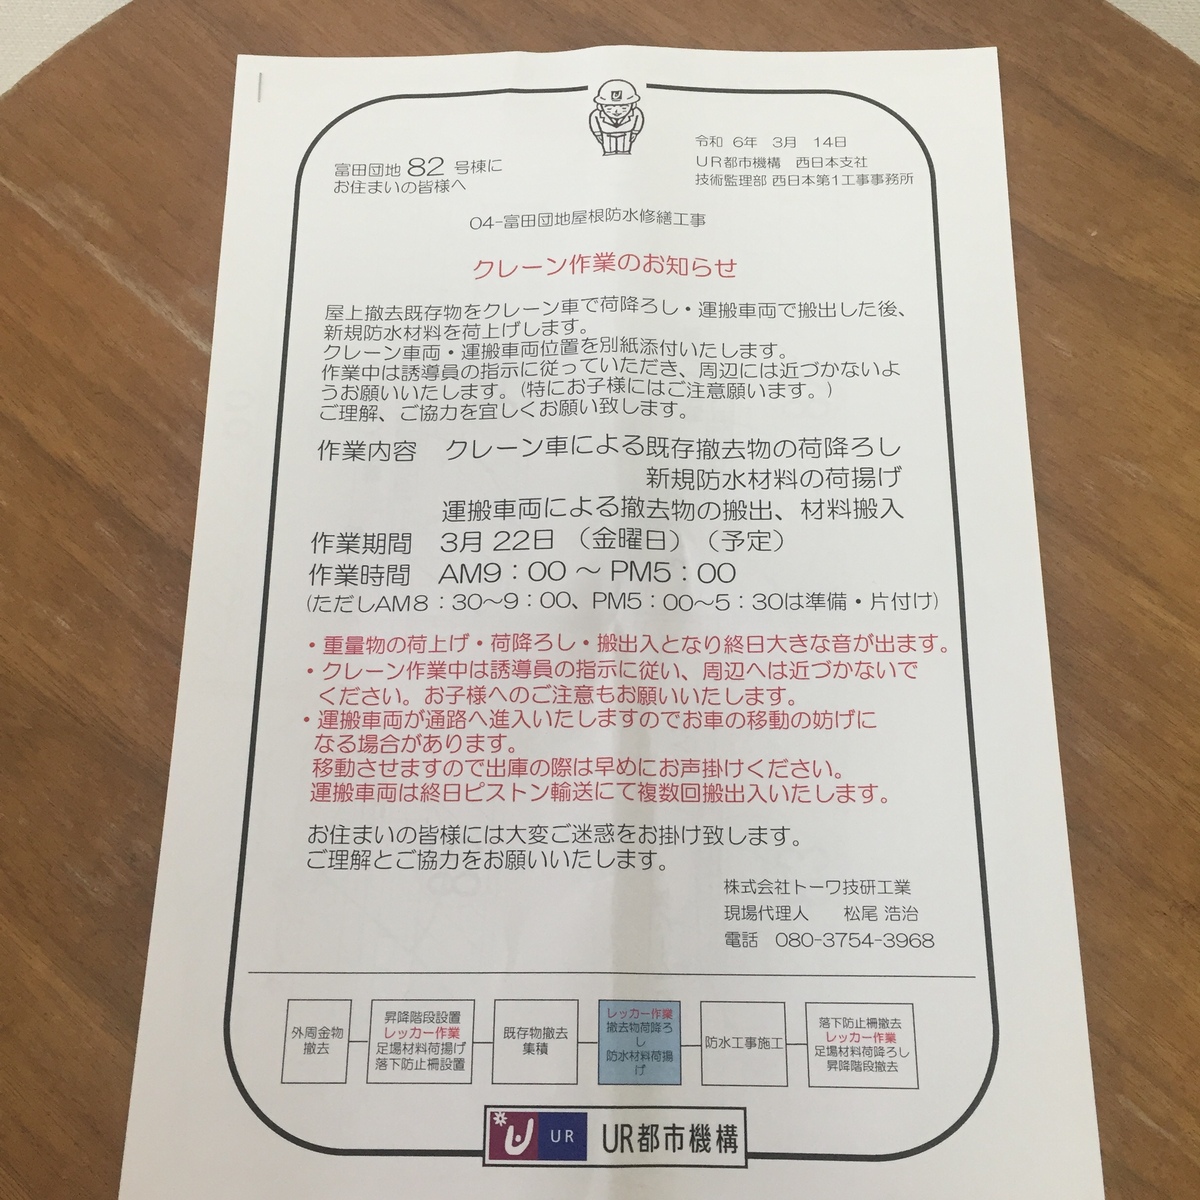 令和 6年 3月 14日
富田団地 82 号棟に
お住まいの皆様へ
UR都市機構 西日本支社
技術監理部 西日本第1工事事務所
04-富田団地屋根防水修繕工事
クレーン作業のお知らせ
屋上撤去既存物をクレーン車で荷降ろし・運搬車両で搬出した後、
新規防水材料を荷上げします。
クレーン車両・運搬車両位置を別紙添付いたします。
作業中は誘導員の指示に従っていただき、周辺には近づかないよ
うお願いいたします。(特にお子様にはご注意願います。)
ご理解、ご協力を宜しくお願い致します。
作業内容 クレーン車による既存撤去物の荷降ろし
新規防水材料の荷揚げ
運搬車両による撤去物の搬出、材料搬入
作業期間 3月 22日 (金曜日) (予定)
作業時間 AM9:00 ~ PM5:00
(ただしAM8:30~9:00、PM5:00~5:30は準備・片付け)
・重量物の荷上げ・荷降ろし・搬出入となり終日大きな音が出ます。
・クレーン作業中は誘導員の指示に従い、周辺へは近づかないで
ください。お子様へのご注意もお願いいたします。
・運搬車両が通路へ進入いたしますのでお車の移動の妨げに
なる場合があります。
移動させますので出庫の際は早めにお声掛けください。
運搬車両は終日ピストン輸送にて複数回搬出入いたします。
お住まいの皆様には大変ご迷惑をお掛け致します。
ご理解とご協力をお願いいたします。
株式会社トーワ技研工業
現場代理人 松尾 浩治
電話 080-3754-3968
外周金物
撤去
昇降階段設置
レッカー作業
足場材料荷揚げ
落下防止柵設置
既存物撤去
集積
レッカー作業
撤去物荷降ろ
し
防水材料荷揚
げ
防水工事施工
落下防止柵撤去
レッカー作業
足場材料荷降ろし
昇降階段撤去
UR
UR都市機構